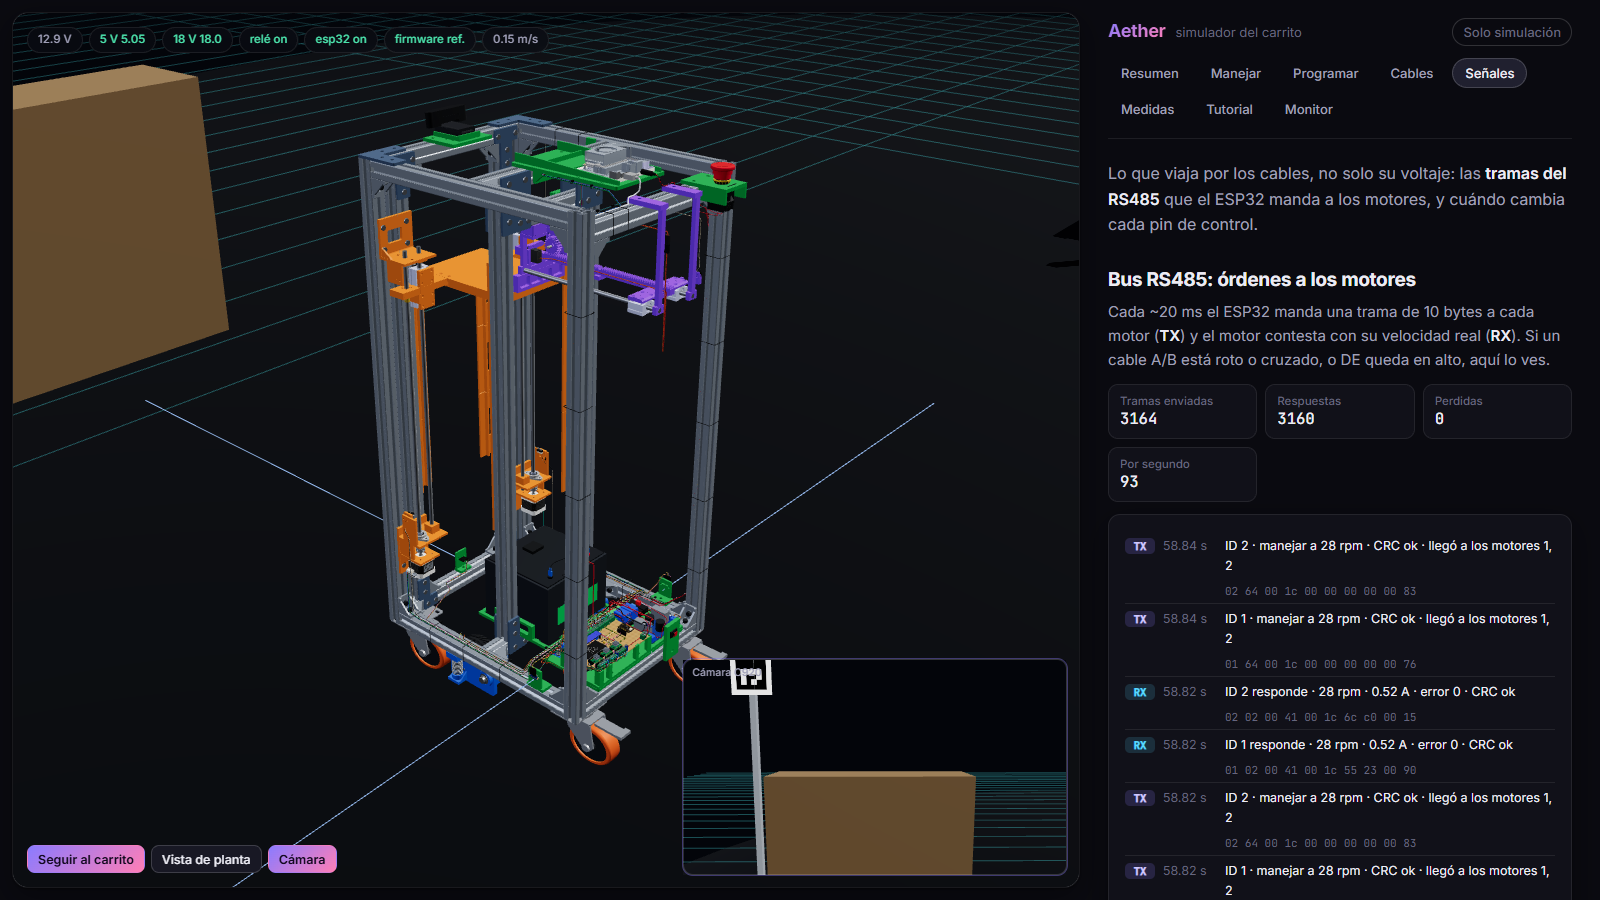 12.9 V
5 V 5.05
18 V 18.0
relé on
esp32 on
firmware ref.
0.15 m/s
Cámara
Seguir al carrito
Vista de planta
Cámara
Aether simulador del carrito
Solo simulación
Resumen
Manejar
Programar
Cables
Señales
Medidas
Tutorial
Monitor
Lo que viaja por los cables, no solo su voltaje: las tramas del
RS485 que el ESP32 manda a los motores, y cuándo cambia
cada pin de control.
Bus RS485: órdenes a los motores
Cada ~20 ms el ESP32 manda una trama de 10 bytes a cada
motor (TX) y el motor contesta con su velocidad real (RX). Si un
cable A/B está roto o cruzado, o DE queda en alto, aquí lo ves.
Tramas enviadas
3164
Respuestas
3160
Perdidas
0
Por segundo
93
TX 58.84 s ID 2 · manejar a 28 rpm · CRC ok · llegó a los motores 1,
2
02 64 00 1c 00 00 00 00 00 83
TX 58.84 s ID 1 · manejar a 28 rpm · CRC ok · llegó a los motores 1,
2
01 64 00 1c 00 00 00 00 00 76
RX 58.82 s ID 2 responde · 28 rpm · 0.52 A · error 0 · CRC ok
02 02 00 41 00 1c 6c c0 00 15
RX 58.82 s ID 1 responde · 28 rpm · 0.52 A · error 0 · CRC ok
01 02 00 41 00 1c 55 23 00 90
TX 58.82 s ID 2 · manejar a 28 rpm · CRC ok · llegó a los motores 1,
2
02 64 00 1c 00 00 00 00 00 83
TX 58.82 s ID 1 · manejar a 28 rpm · CRC ok · llegó a los motores 1,
2